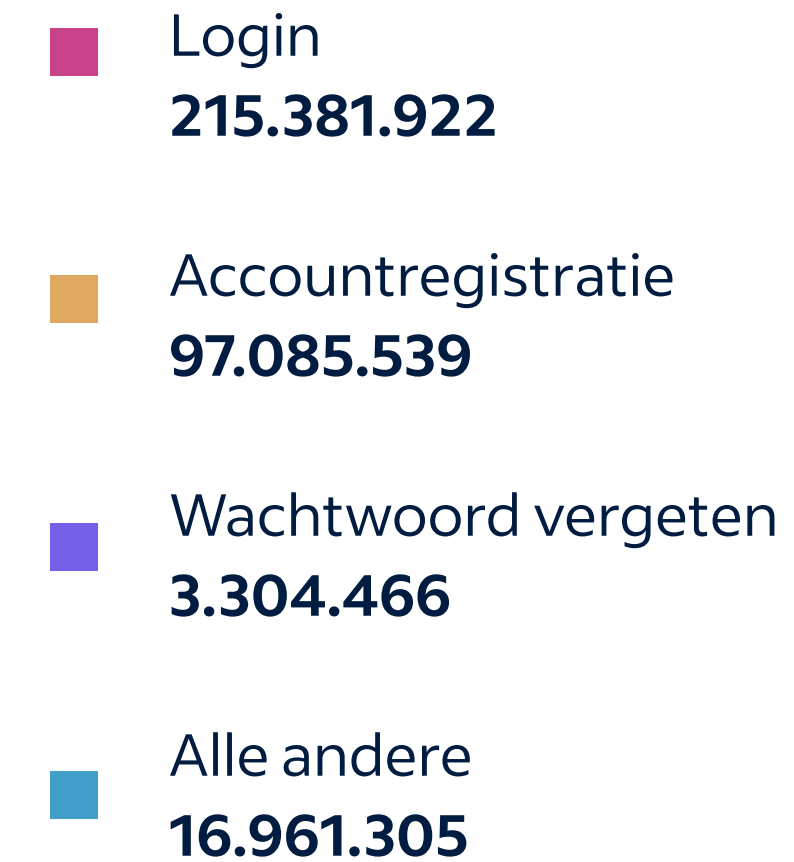 Login
215.381.922
Accountregistratie
97.085.539
Wachtwoord vergeten
3.304.466
Alle andere
16.961.305